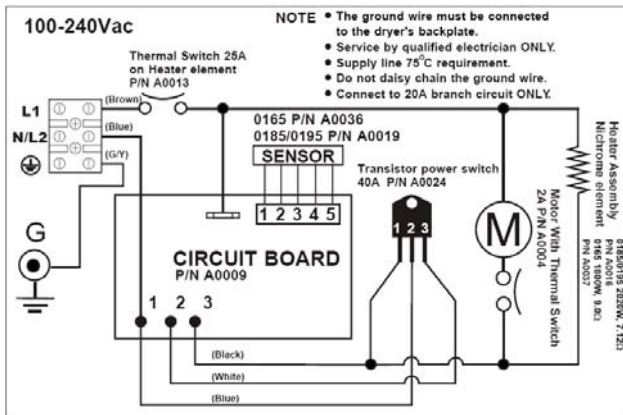 100-240Vac
NOTE • The ground wire must be connected
to the dryer's backplate.
• Service by qualified electrician ONLY.
• Supply line 75°C requirement.
• Do not daisy chain the ground wire.
• Connect to 20A branch circuit ONLY.
Thermal Switch 25A
on Heater element
P/N A0013
L1
(Brown)
N/L2
(Blue)
(G/Y)
G
0165 P/N A0036
0185/0195 P/N A0019
SENSOR
1 2 3 4 5
Transistor power switch
40A P/N A0024
1 2 3
CIRCUIT BOARD
P/N A0009
1 2 3
(Black)
(White)
(Blue)
M
Motor With Thermal Switch
2A P/N A0004
Heater Assembly
Nichrome element
0185/0195 2020W, 7.12Ω
P/N A0016
0165 1800W, 9.0Ω
P/N A0037